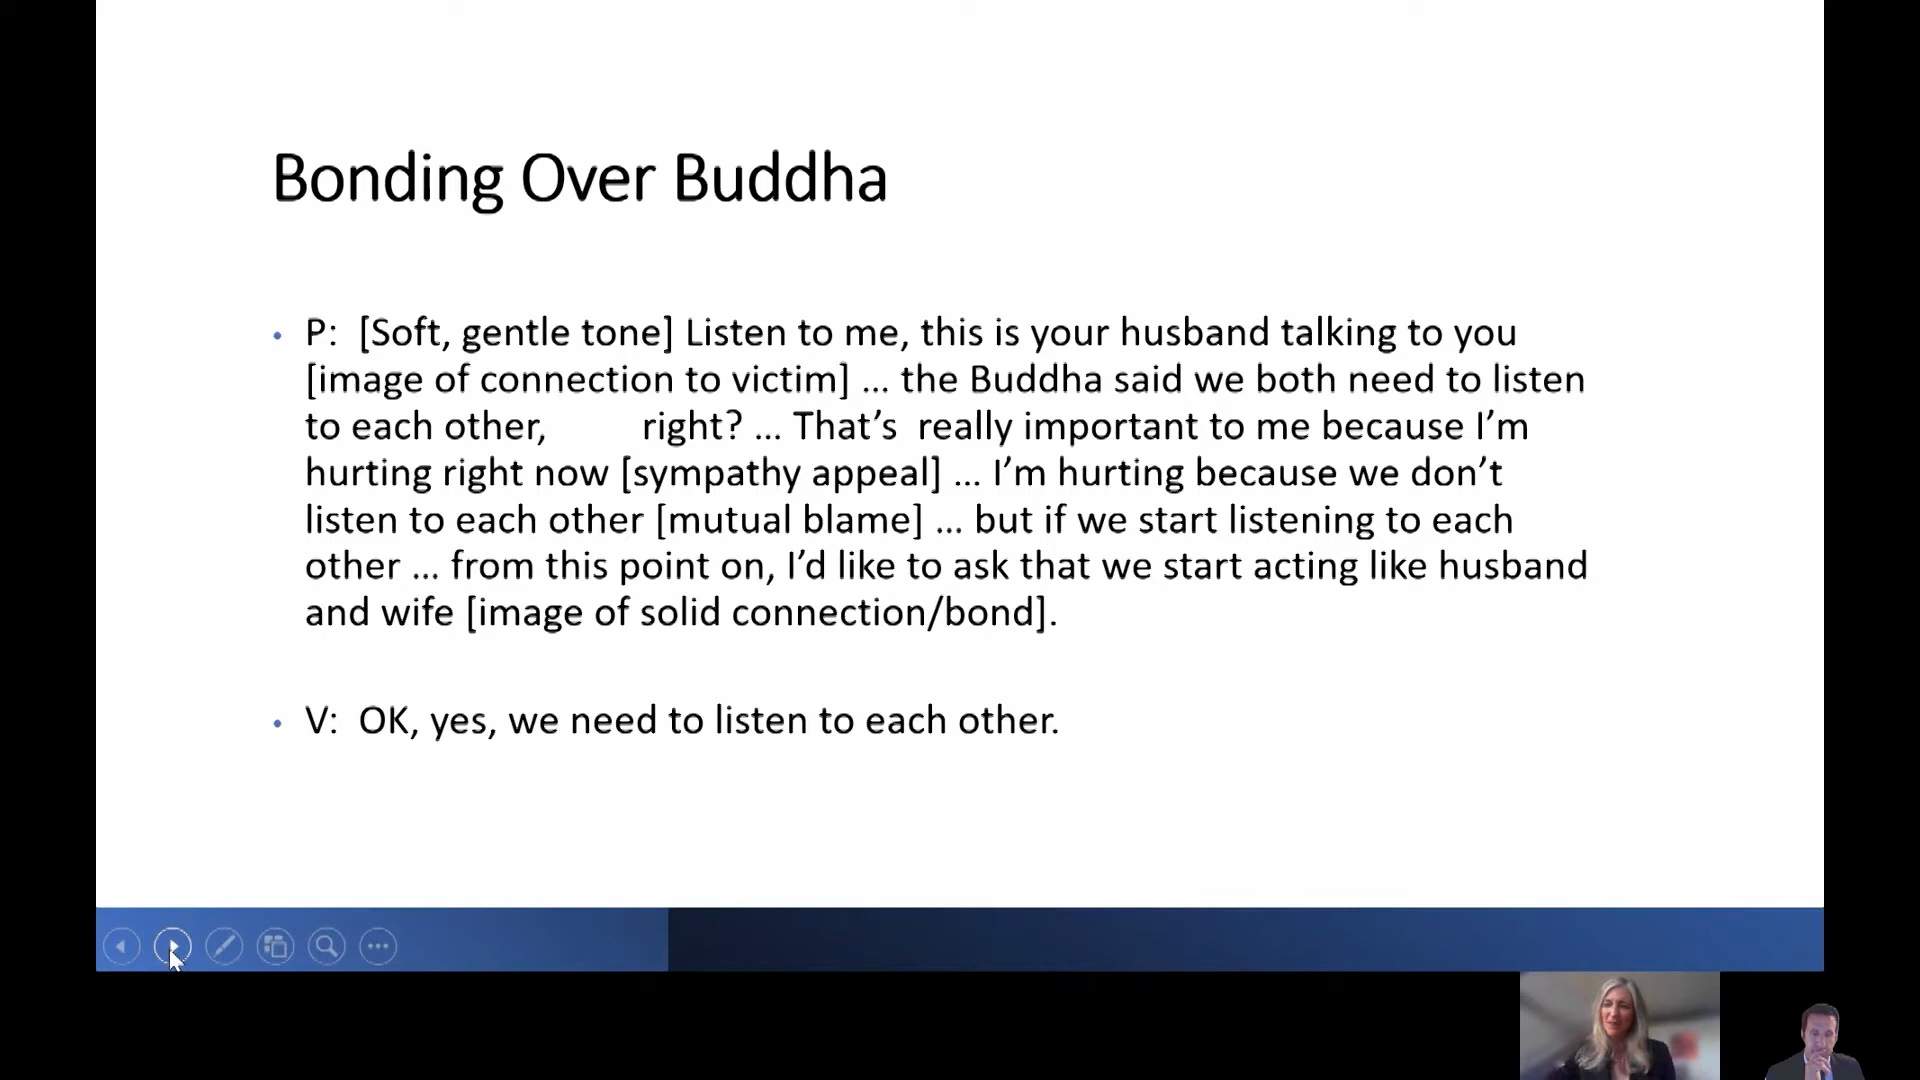 Bonding Over Buddha
• P: [Soft, gentle tone] Listen to me, this is your husband talking to you
[image of connection to victim] ... the Buddha said we both need to listen
to each other, right? ... That’s really important to me because I’m
hurting right now [sympathy appeal] ... I’m hurting because we don’t
listen to each other [mutual blame] ... but if we start listening to each
other ... from this point on, I’d like to ask that we start acting like husband
and wife [image of solid connection/bond].
• V: OK, yes, we need to listen to each other.